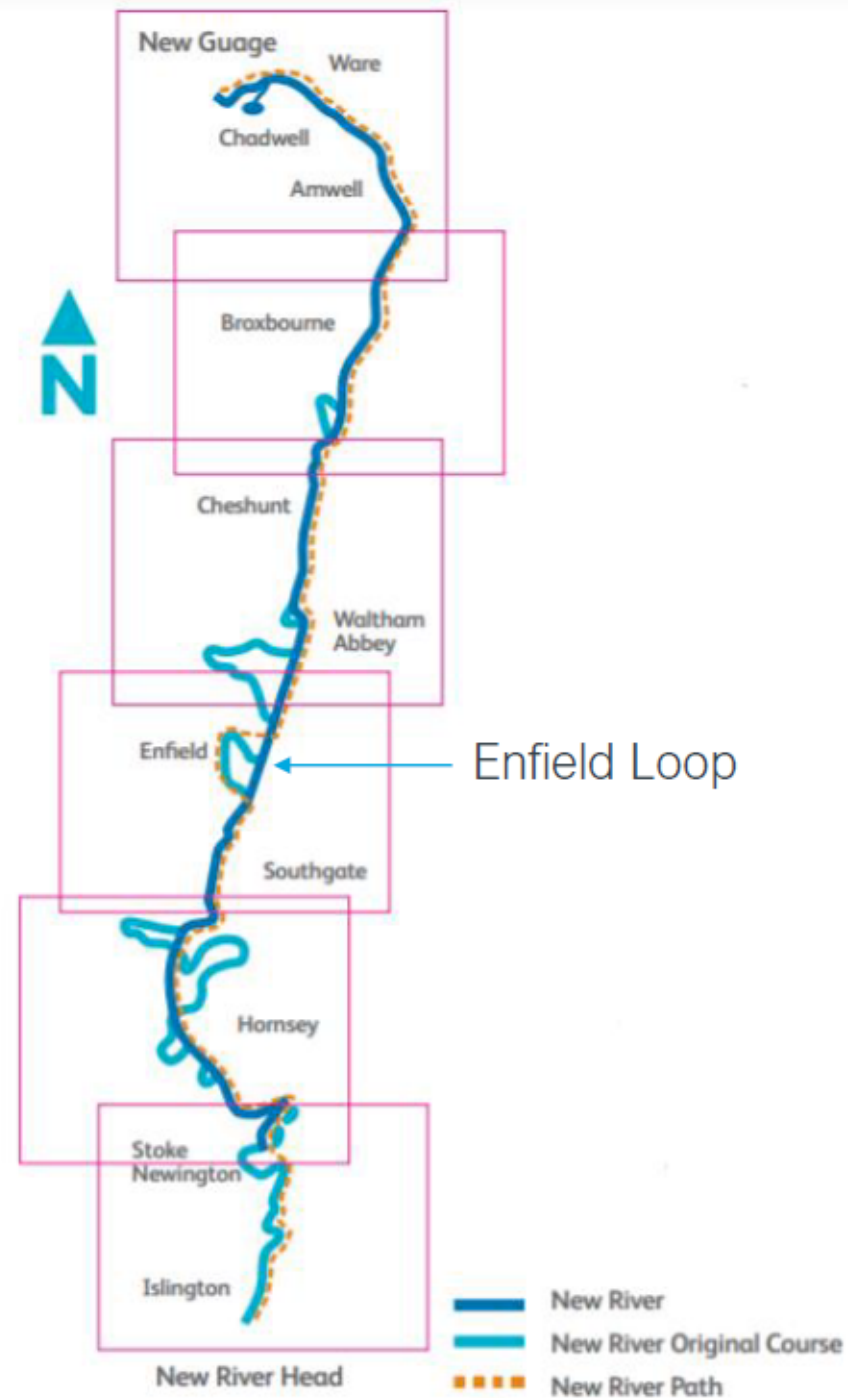 New Guage
Ware
Chadwell
Amwell
Broxbourne
N
Cheshunt
Waltham
Abbey
Enfield
Enfield Loop
Southgate
Hornsey
Stoke
Newington
Islington
New River
New River Original Course
New River Head
New River Path